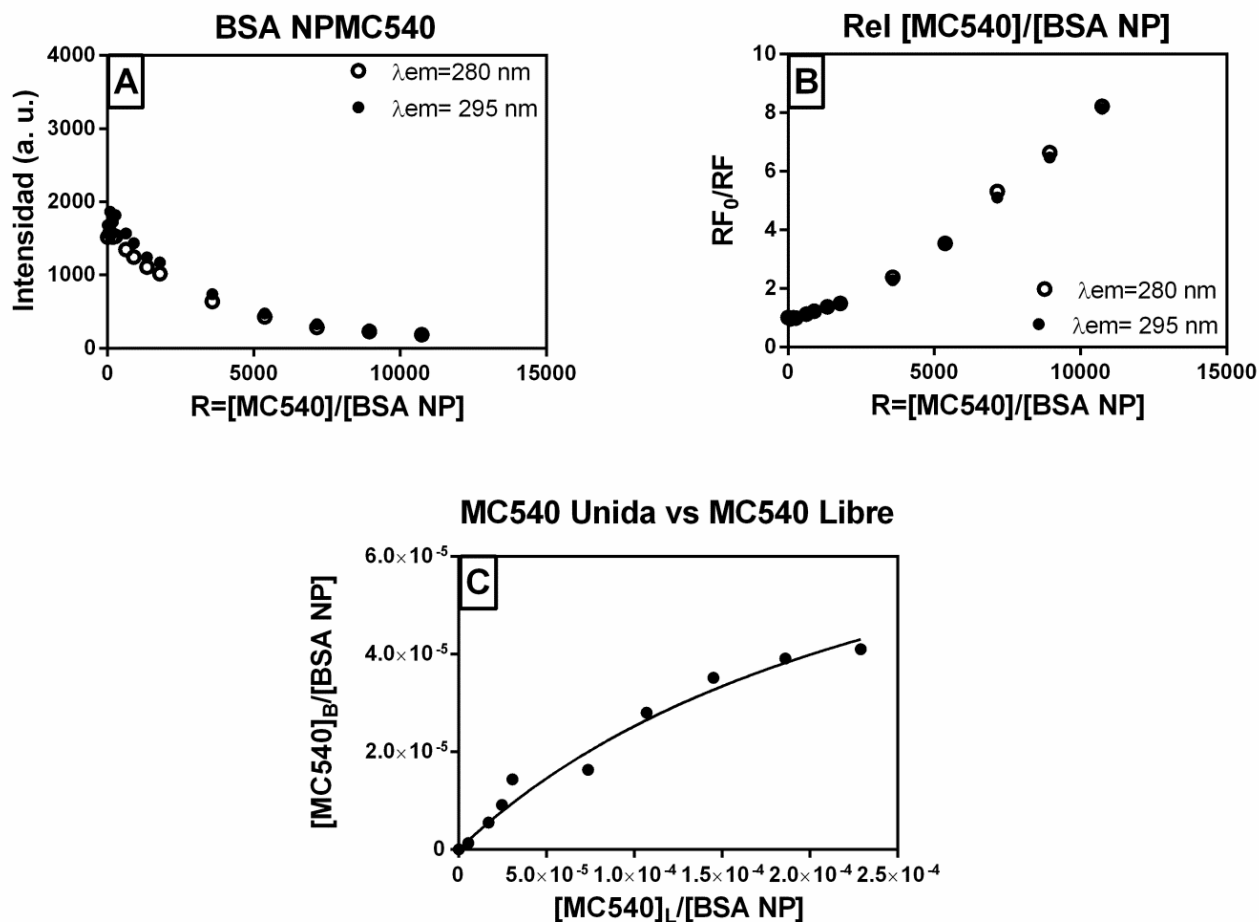 BSA NPMC540
A
4000
3000
2000
1000
0
Intensidad (a. u.)
λem=280 nm
λem= 295 nm
0 5000 10000 15000
R=[MC540]/[BSA NP]
Rel [MC540]/[BSA NP]
B
10
8
6
4
2
0
RF₀/RF
λem=280 nm
λem= 295 nm
0 5000 10000 15000
R=[MC540]/[BSA NP]
MC540 Unida vs MC540 Libre
C
6.0×10⁻⁵
4.0×10⁻⁵
2.0×10⁻⁵
0
[MC540]B/[BSA NP]
0 5.0×10⁻⁵ 1.0×10⁻⁴ 1.5×10⁻⁴ 2.0×10⁻⁴ 2.5×10⁻⁴
[MC540]L/[BSA NP]